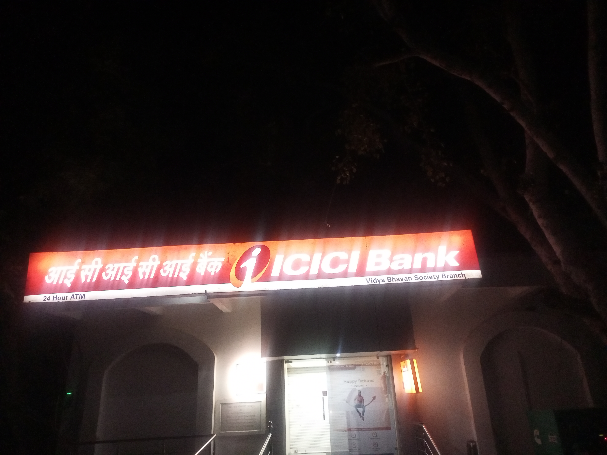 आई सी आई सी आई बैंक ICICI Bank
24 Hour ATM
Vidya Bhavan Society Branch